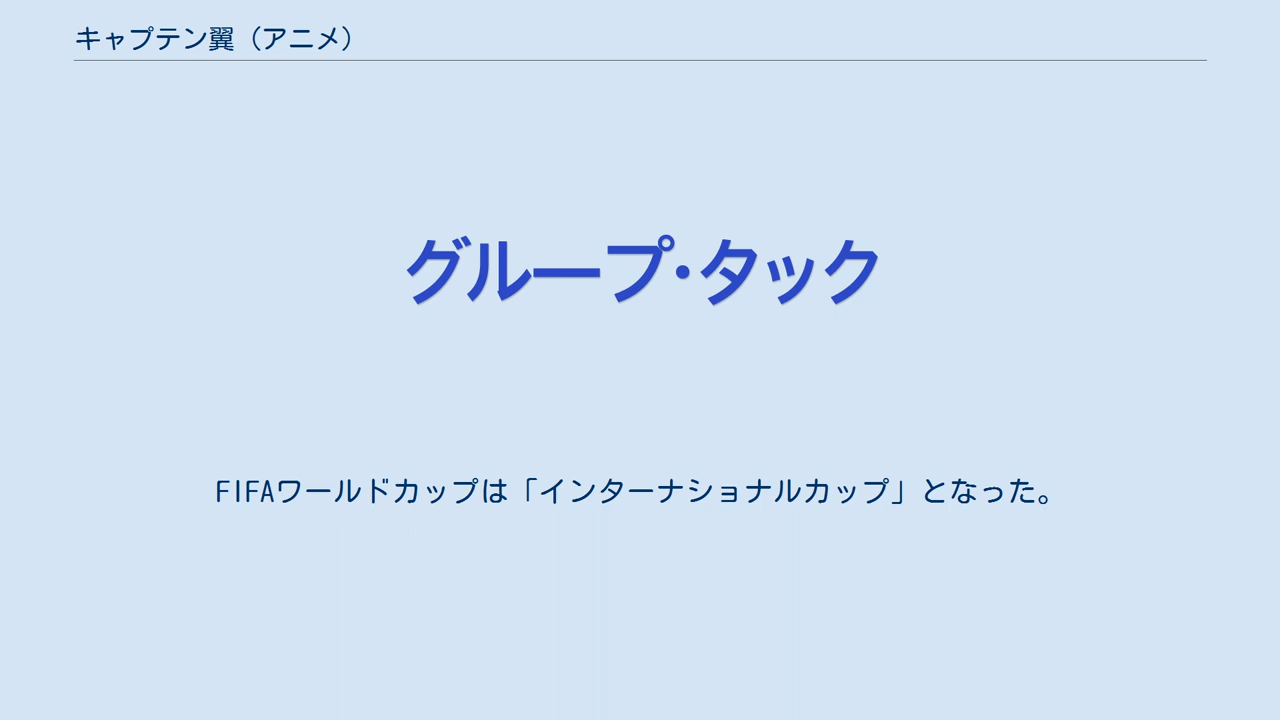 キャプテン翼（アニメ）
グループ・タック
FIFAワールドカップは「インターナショナルカップ」となった。